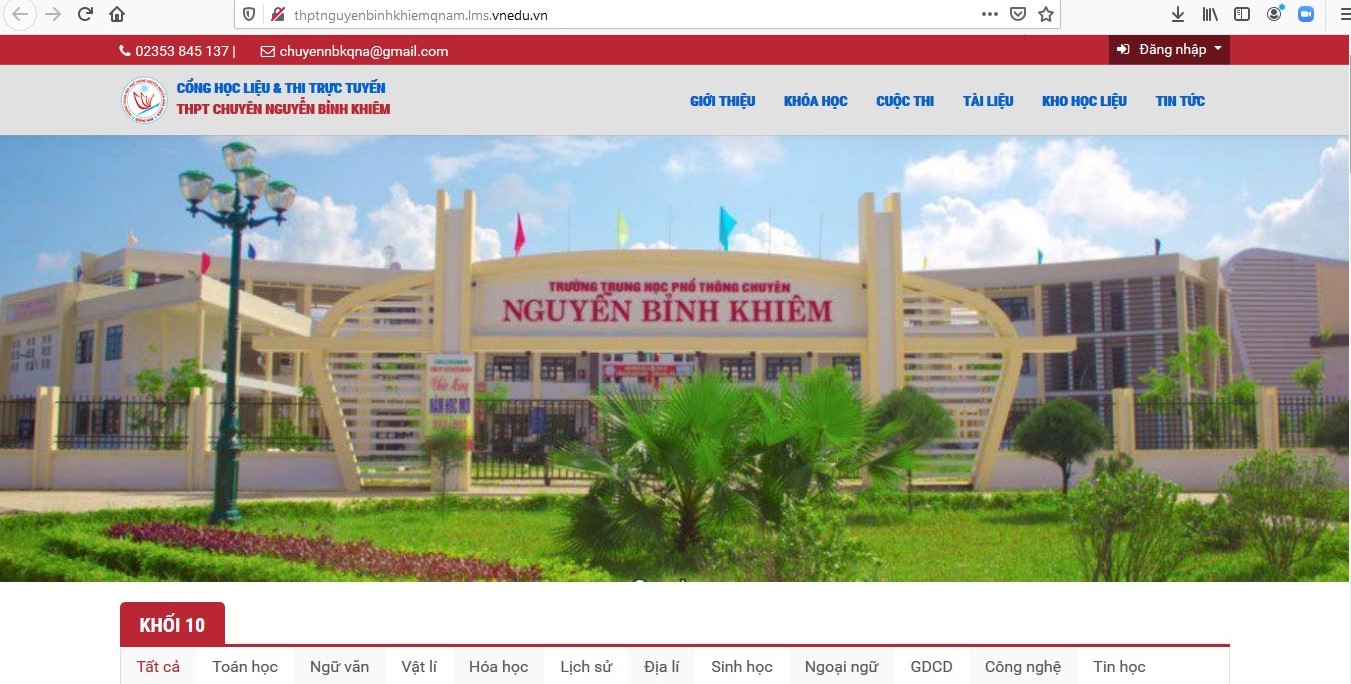 thptnguyenbinhkhiemqnam.lms.vnedu.vn
02353 845 137 | chuyennbkqna@gmail.com
Đăng nhập
CỔNG HỌC LIỆU & THI TRỰC TUYẾN
THPT CHUYÊN NGUYỄN BỈNH KHIÊM
GIỚI THIỆU KHÓA HỌC CUỘC THI TÀI LIỆU KHO HỌC LIỆU TIN TỨC
TRƯỜNG TRUNG HỌC PHỔ THÔNG CHUYÊN
NGUYỄN BỈNH KHIÊM
NĂM HỌC MỚI
KHỐI 10
Tất cả Toán học Ngữ văn Vật lí Hóa học Lịch sử Địa lí Sinh học Ngoại ngữ GDCD Công nghệ Tin học